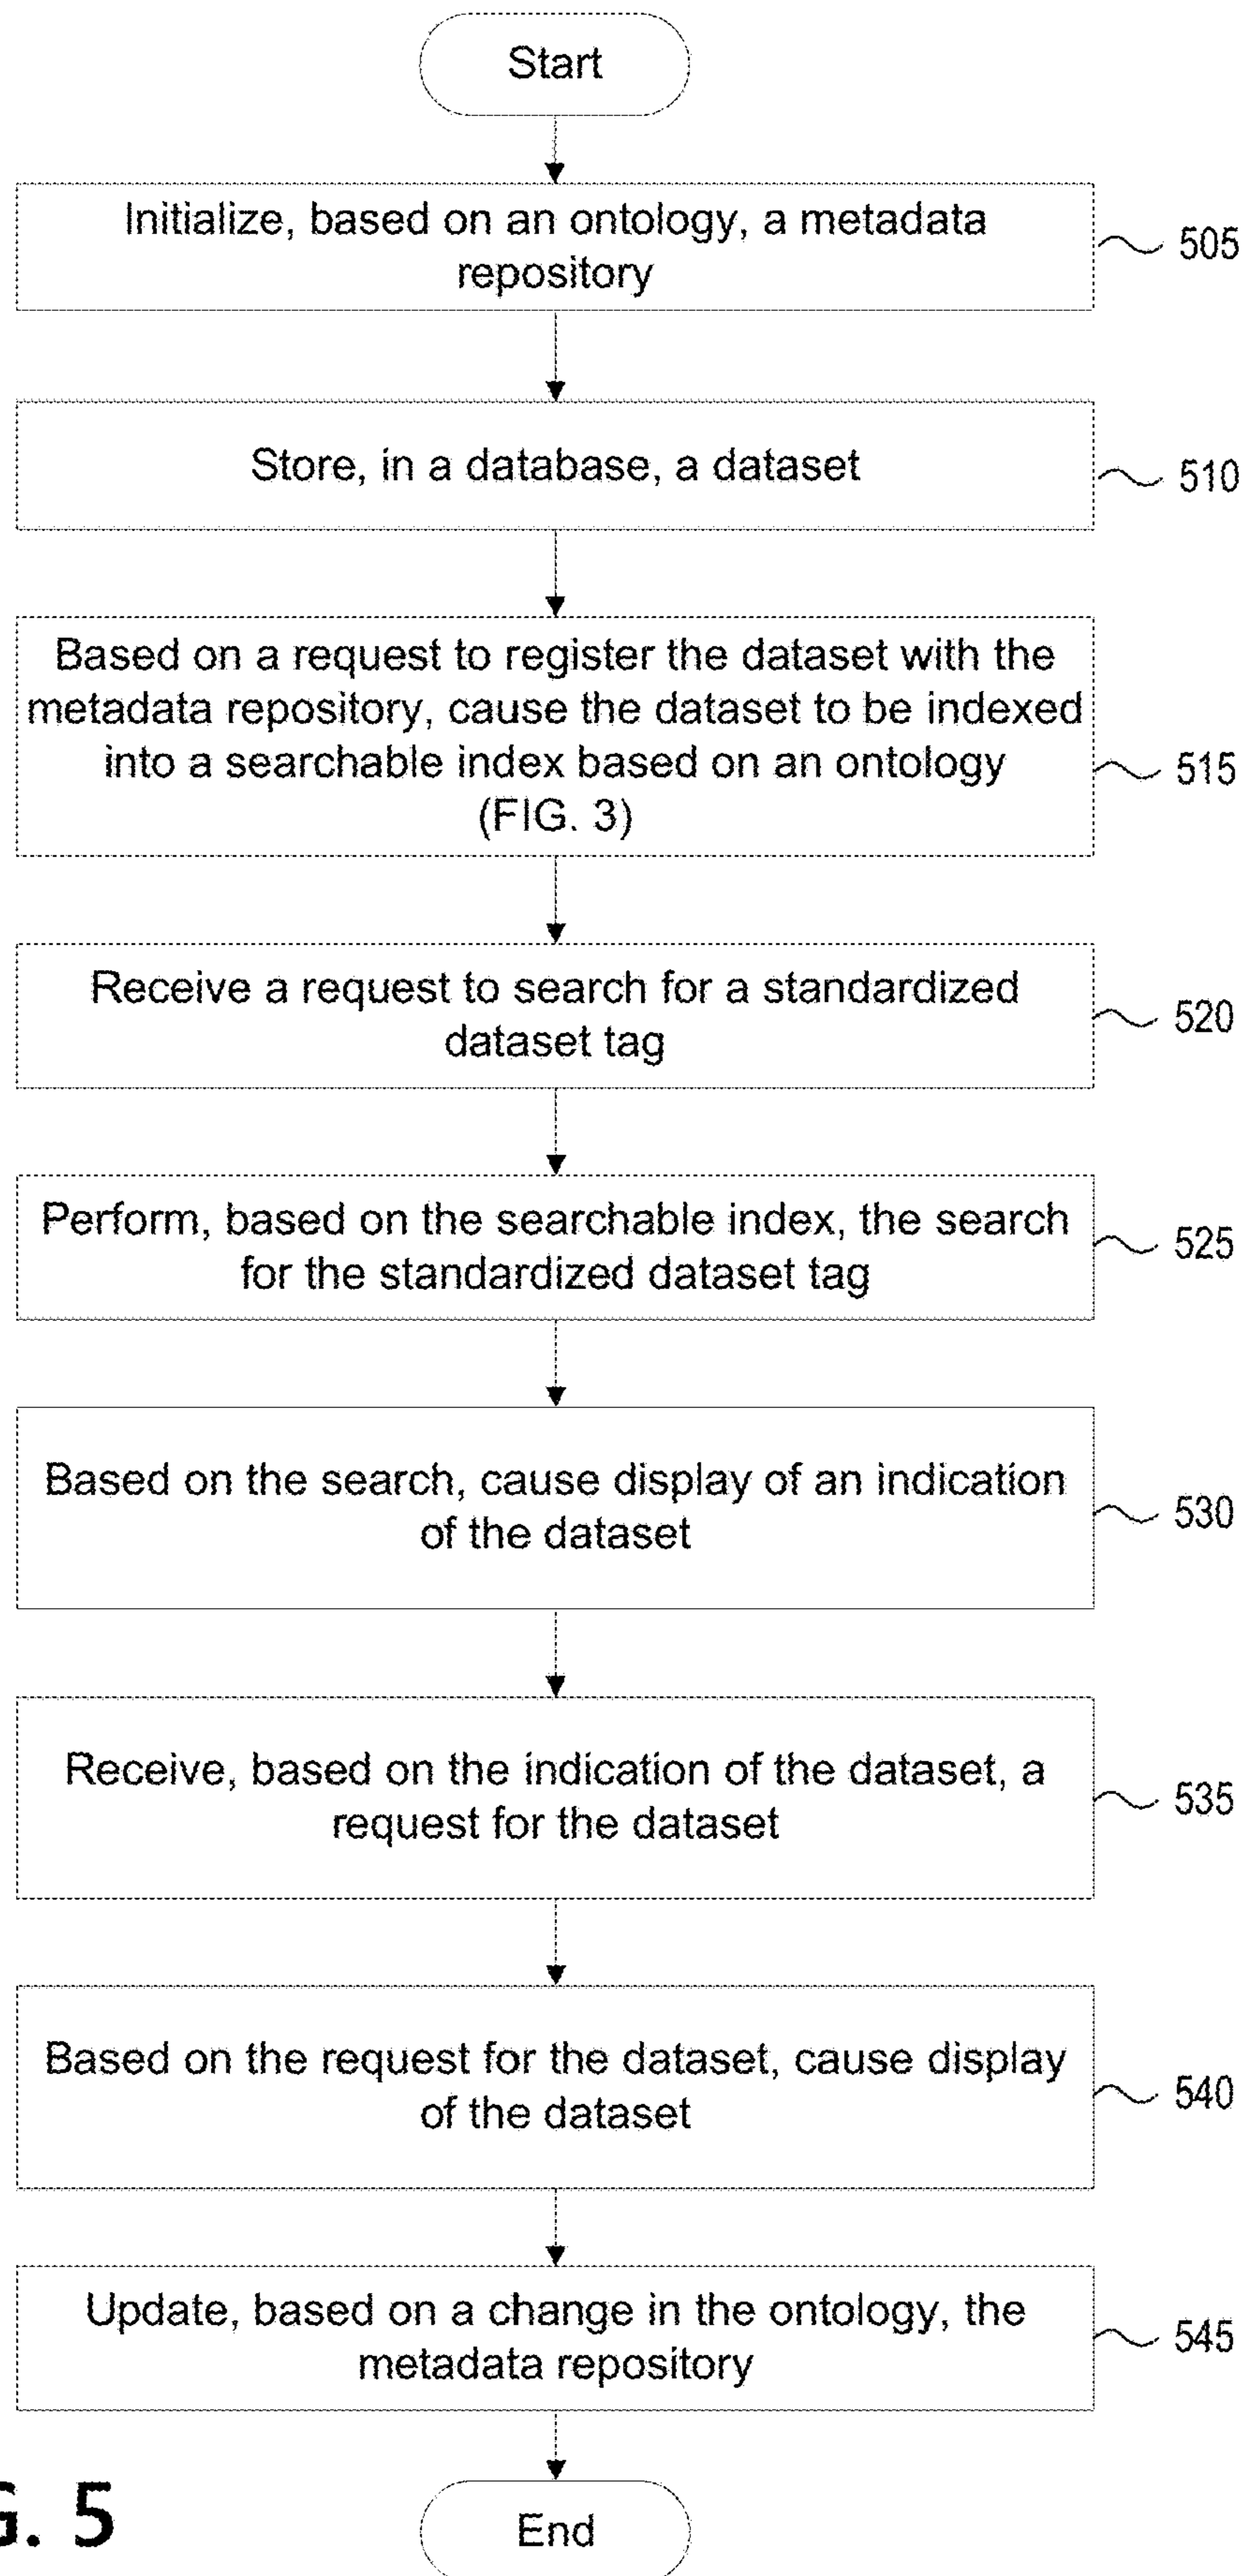 Start
Initialize, based on an ontology, a metadata
repository
505
Store, in a database, a dataset
510
Based on a request to register the dataset with the
metadata repository, cause the dataset to be indexed
into a searchable index based on an ontology
(FIG. 3)
515
Receive a request to search for a standardized
dataset tag
520
Perform, based on the searchable index, the search
for the standardized dataset tag
525
Based on the search, cause display of an indication
of the dataset
530
Receive, based on the indication of the dataset, a
request for the dataset
535
Based on the request for the dataset, cause display
of the dataset
540
Update, based on a change in the ontology, the
metadata repository
545
End
G. 5